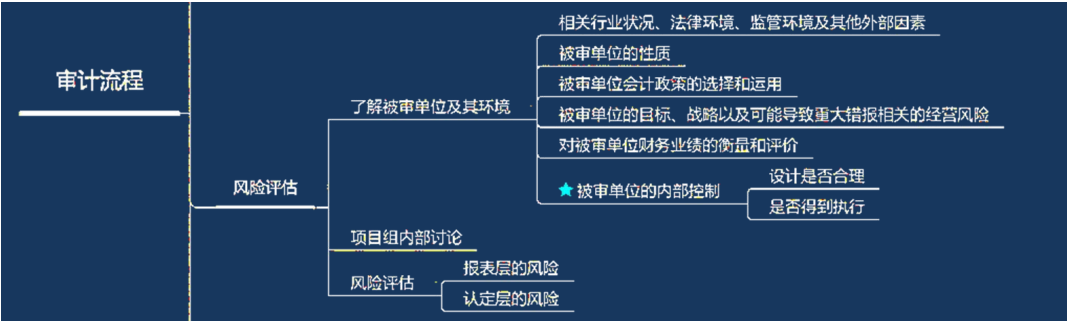 审计流程
风险评估
了解被审单位及其环境
相关行业状况、法律环境、监管环境及其他外部因素
被审单位的性质
被审单位会计政策的选择和运用
被审单位的目标、战略以及可能导致重大错报相关的经营风险
对被审单位财务业绩的衡量和评价
被审单位的内部控制
设计是否合理
是否得到执行
项目组内部讨论
风险评估
报表层的风险
认定层的风险